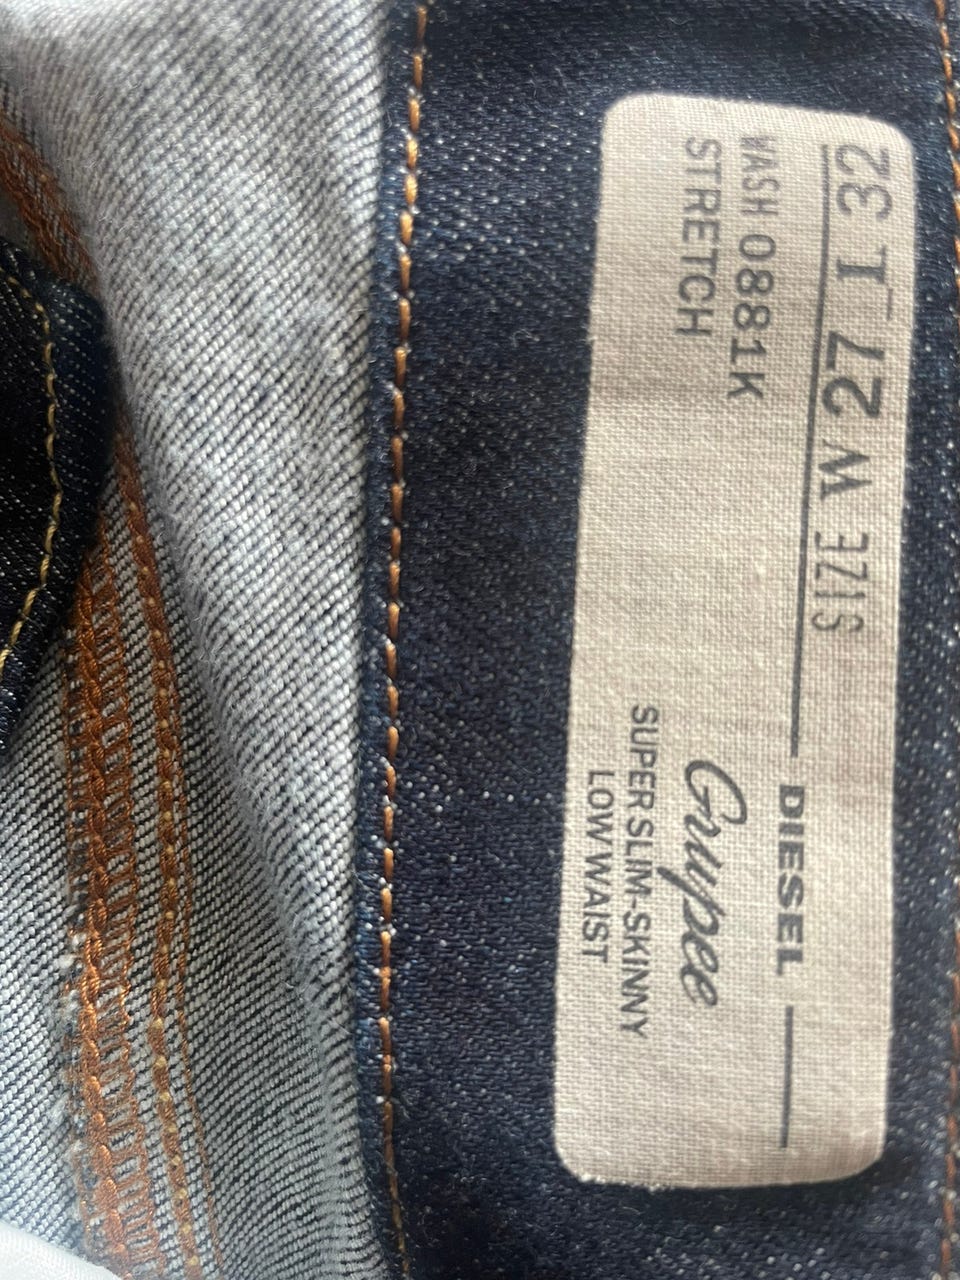 SIZE W 27 L 32
DIESEL
WASH 0881K
STRETCH
Grupee
SUPER SLIM-SKINNY
LOW WAIST